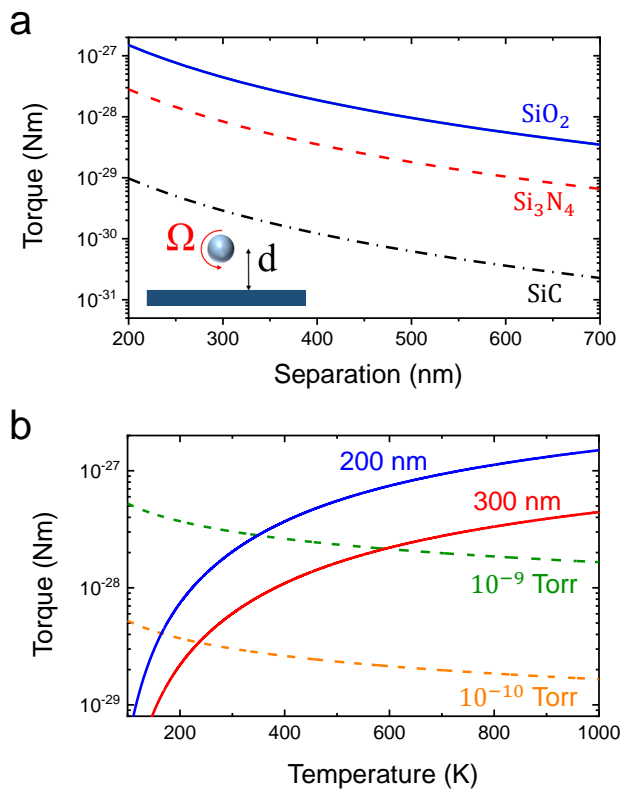 a
10⁻²⁷
10⁻²⁸
10⁻²⁹
10⁻³⁰
10⁻³¹
Torque (Nm)
SiO₂
Si₃N₄
SiC
Ω
d
200 300 400 500 600 700
Separation (nm)
b
10⁻²⁷
10⁻²⁸
10⁻²⁹
Torque (Nm)
200 nm
300 nm
10⁻⁹ Torr
10⁻¹⁰ Torr
200 400 600 800 1000
Temperature (K)